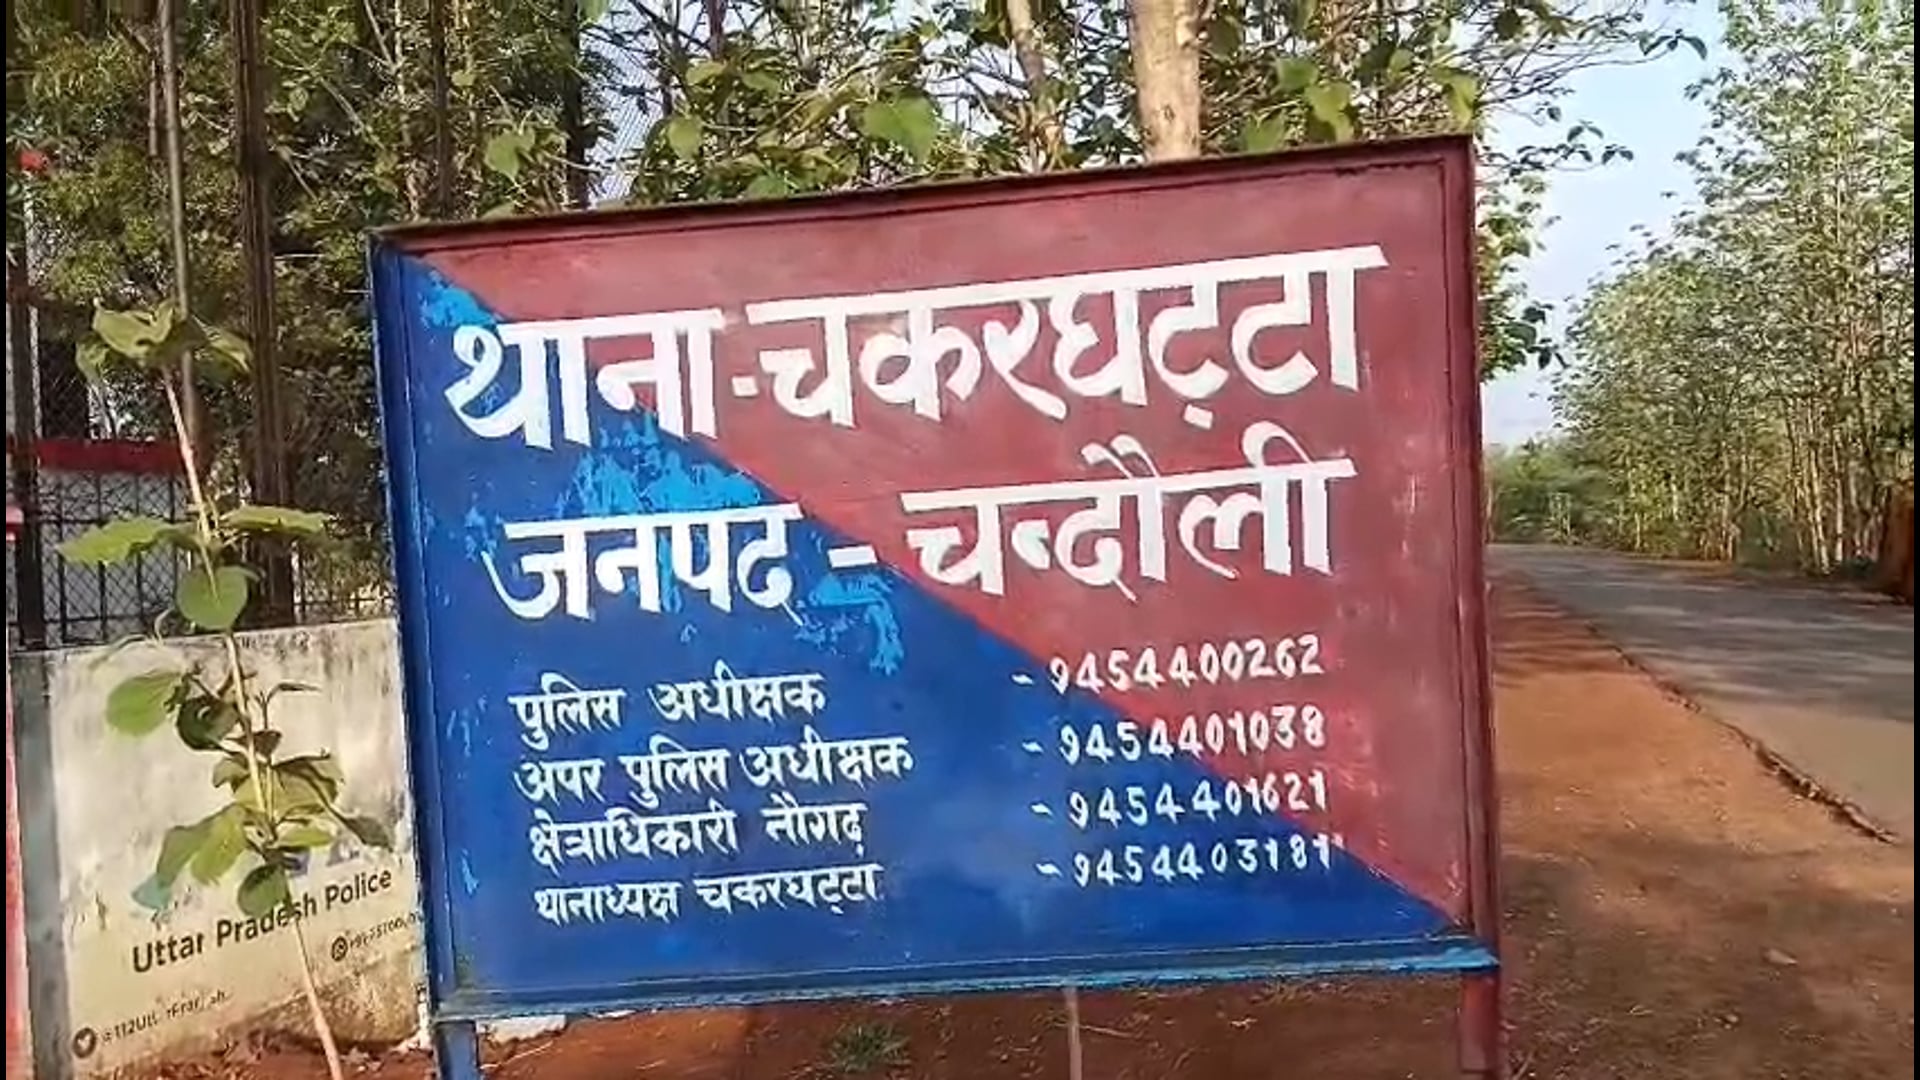 थाना-चकरघट्टा
जनपद - चन्दौली
पुलिस अधीक्षक - 9454400262
अपर पुलिस अधीक्षक - 9454401038
क्षेत्राधिकारी नौगढ़ - 9454401621
थानाध्यक्ष चकरघट्टा - 9454403181
Uttar Pradesh Police